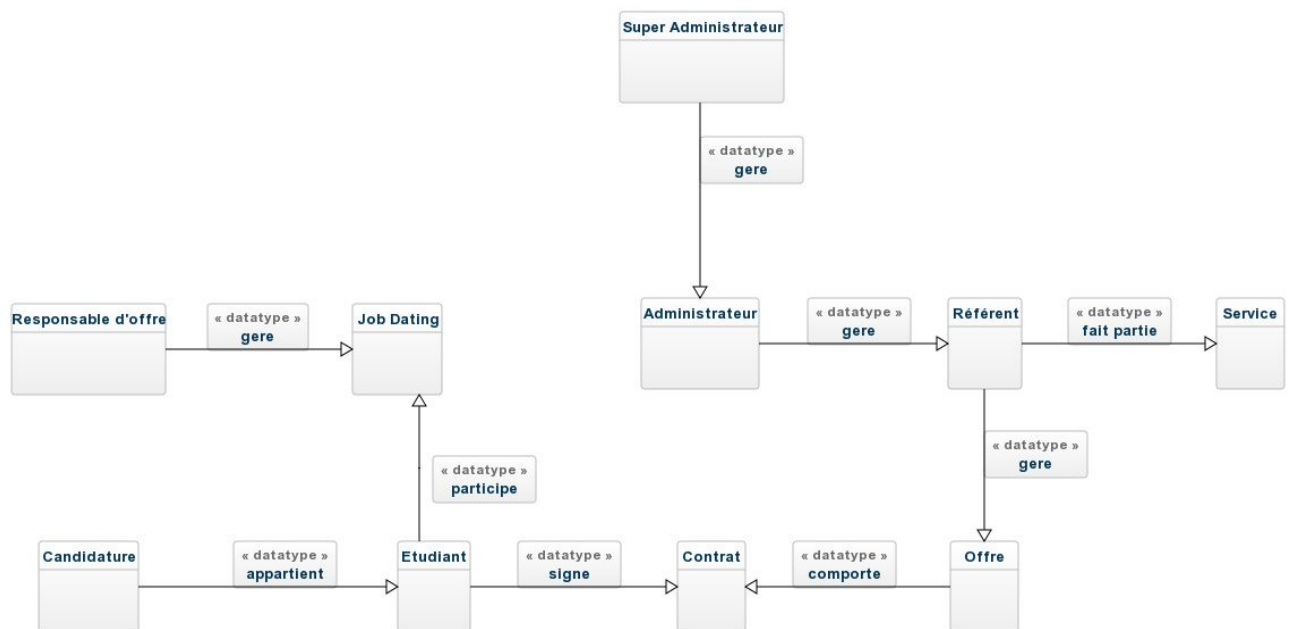 Super Administrateur
« datatype »
gere
Responsable d'offre
« datatype »
gere
Job Dating
Administrateur
« datatype »
gere
Référent
« datatype »
fait partie
Service
« datatype »
participe
« datatype »
gere
Candidature
« datatype »
appartient
Etudiant
« datatype »
signe
Contrat
« datatype »
comporte
Offre